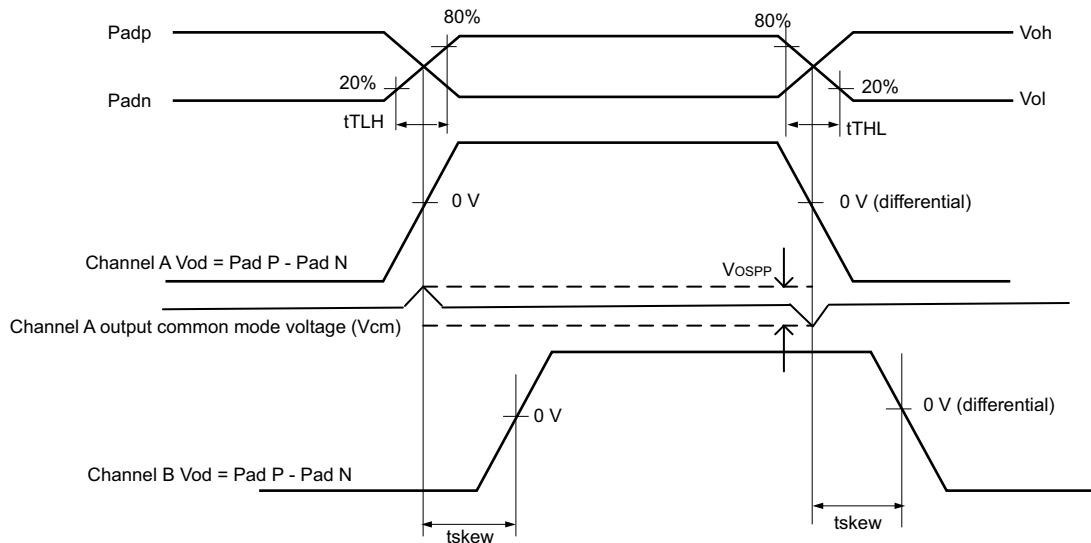 Padp
80%
80%
Voh
20%
20%
Padn
Vol
tTLH
tTHL
0 V
0 V (differential)
Channel A Vod = Pad P - Pad N
VOSPP
Channel A output common mode voltage (Vcm)
0 V
0 V (differential)
Channel B Vod = Pad P - Pad N
tskew
tskew